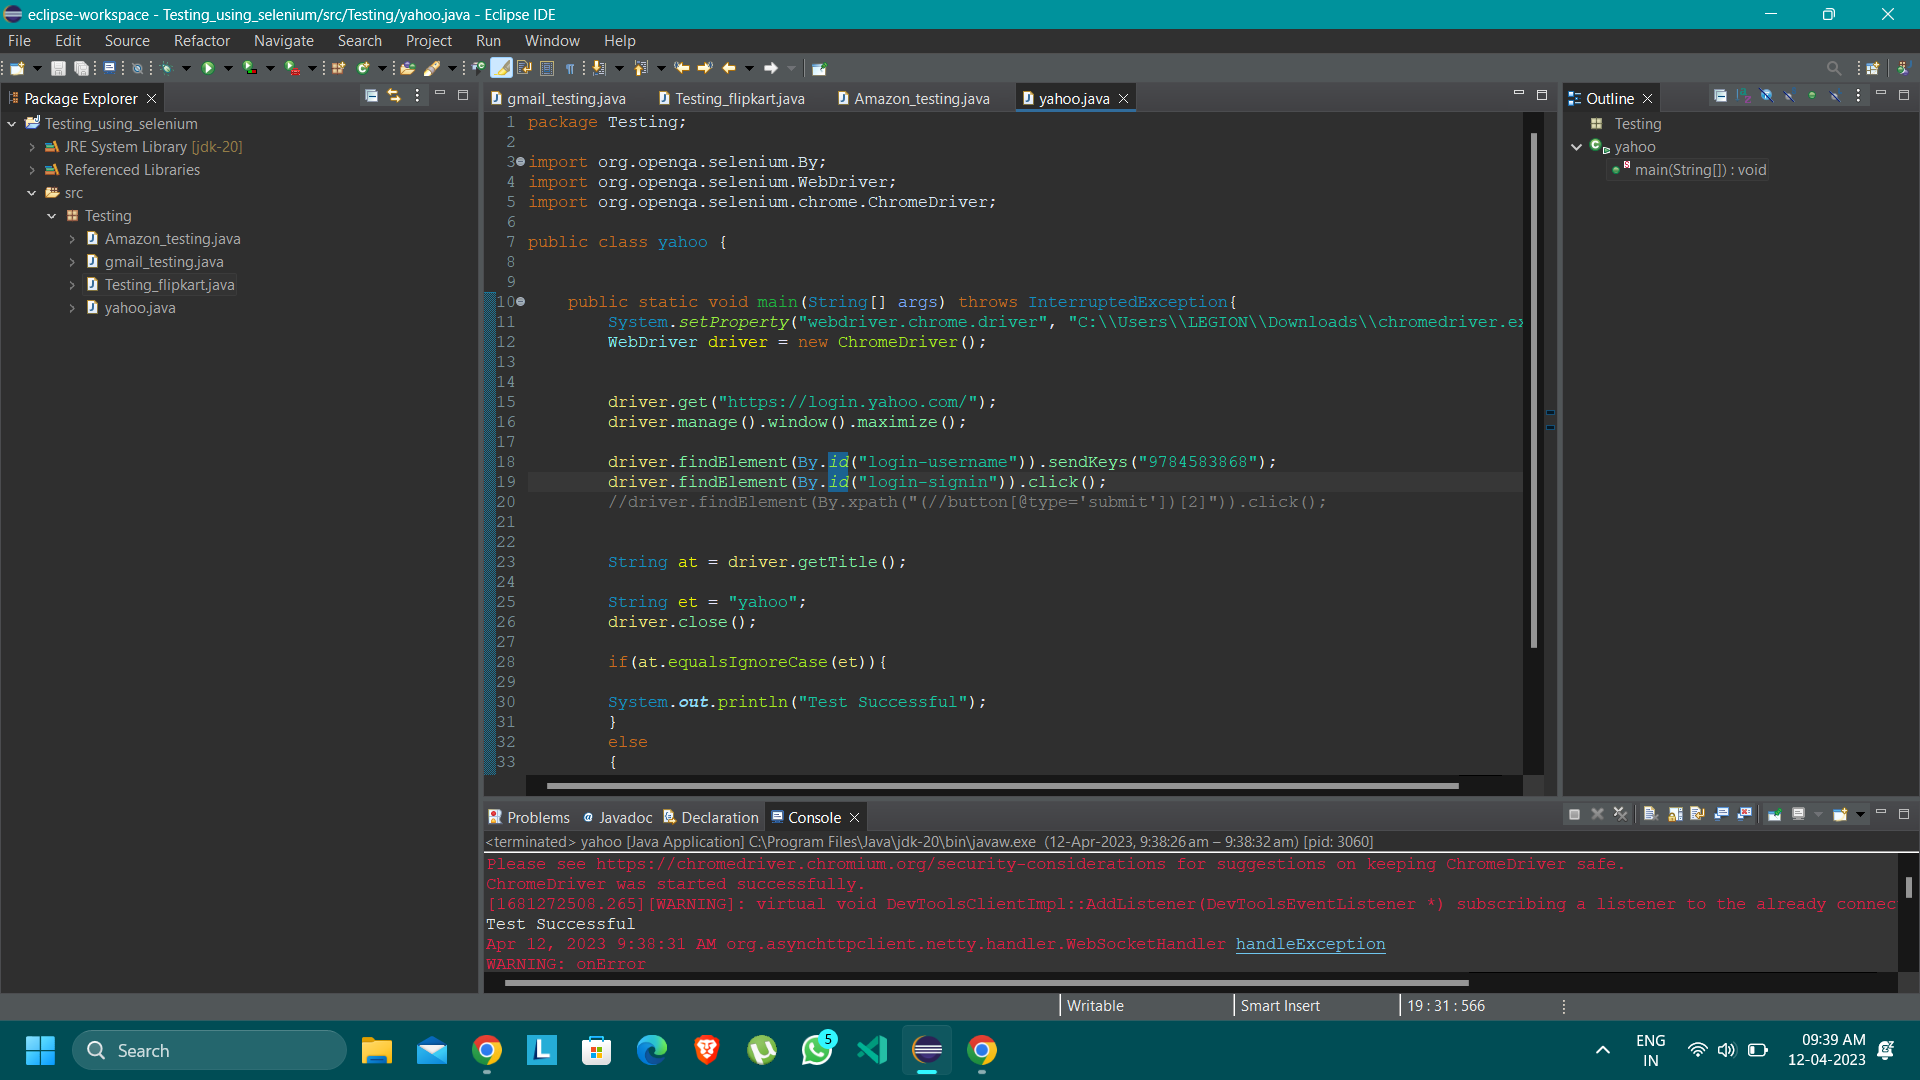 eclipse-workspace - Testing_using_selenium/src/Testing/yahoo.java - Eclipse IDE
File Edit Source Refactor Navigate Search Project Run Window Help
Package Explorer
Testing_using_selenium
JRE System Library [jdk-20]
Referenced Libraries
src
Testing
Amazon_testing.java
gmail_testing.java
Testing_flipkart.java
yahoo.java
gmail_testing.java Testing_flipkart.java Amazon_testing.java yahoo.java
1 package Testing;
2
3 import org.openqa.selenium.By;
4 import org.openqa.selenium.WebDriver;
5 import org.openqa.selenium.chrome.ChromeDriver;
6
7 public class yahoo {
8
9
10 public static void main(String[] args) throws InterruptedException{
11 System.setProperty("webdriver.chrome.driver", "C:\\Users\\LEGION\\Downloads\\chromedriver.ex
12 WebDriver driver = new ChromeDriver();
13
14
15 driver.get("https://login.yahoo.com/");
16 driver.manage().window().maximize();
17
18 driver.findElement(By.id("login-username")).sendKeys("9784583868");
19 driver.findElement(By.id("login-signin")).click();
20 //driver.findElement(By.xpath("(//button[@type='submit'])[2]")).click();
21
22
23 String at = driver.getTitle();
24
25 String et = "yahoo";
26 driver.close();
27
28 if(at.equalsIgnoreCase(et)){
29
30 System.out.println("Test Successful");
31 }
32 else
33 {
Outline
Testing
yahoo
main(String[]) : void
Problems Javadoc Declaration Console
<terminated> yahoo [Java Application] C:\Program Files\Java\jdk-20\bin\javaw.exe (12-Apr-2023, 9:38:26 am – 9:38:32 am) [pid: 3060]
Please see https://chromedriver.chromium.org/security-considerations for suggestions on keeping ChromeDriver safe.
ChromeDriver was started successfully.
[1681272508.265][WARNING]: virtual void DevToolsClientImpl::AddListener(DevToolsEventListener *) subscribing a listener to the already connec
Test Successful
Apr 12, 2023 9:38:31 AM org.asynchttpclient.netty.handler.WebSocketHandler handleException
WARNING: onError
Writable Smart Insert 19 : 31 : 566
Search
5
ENG
IN
09:39 AM
12-04-2023